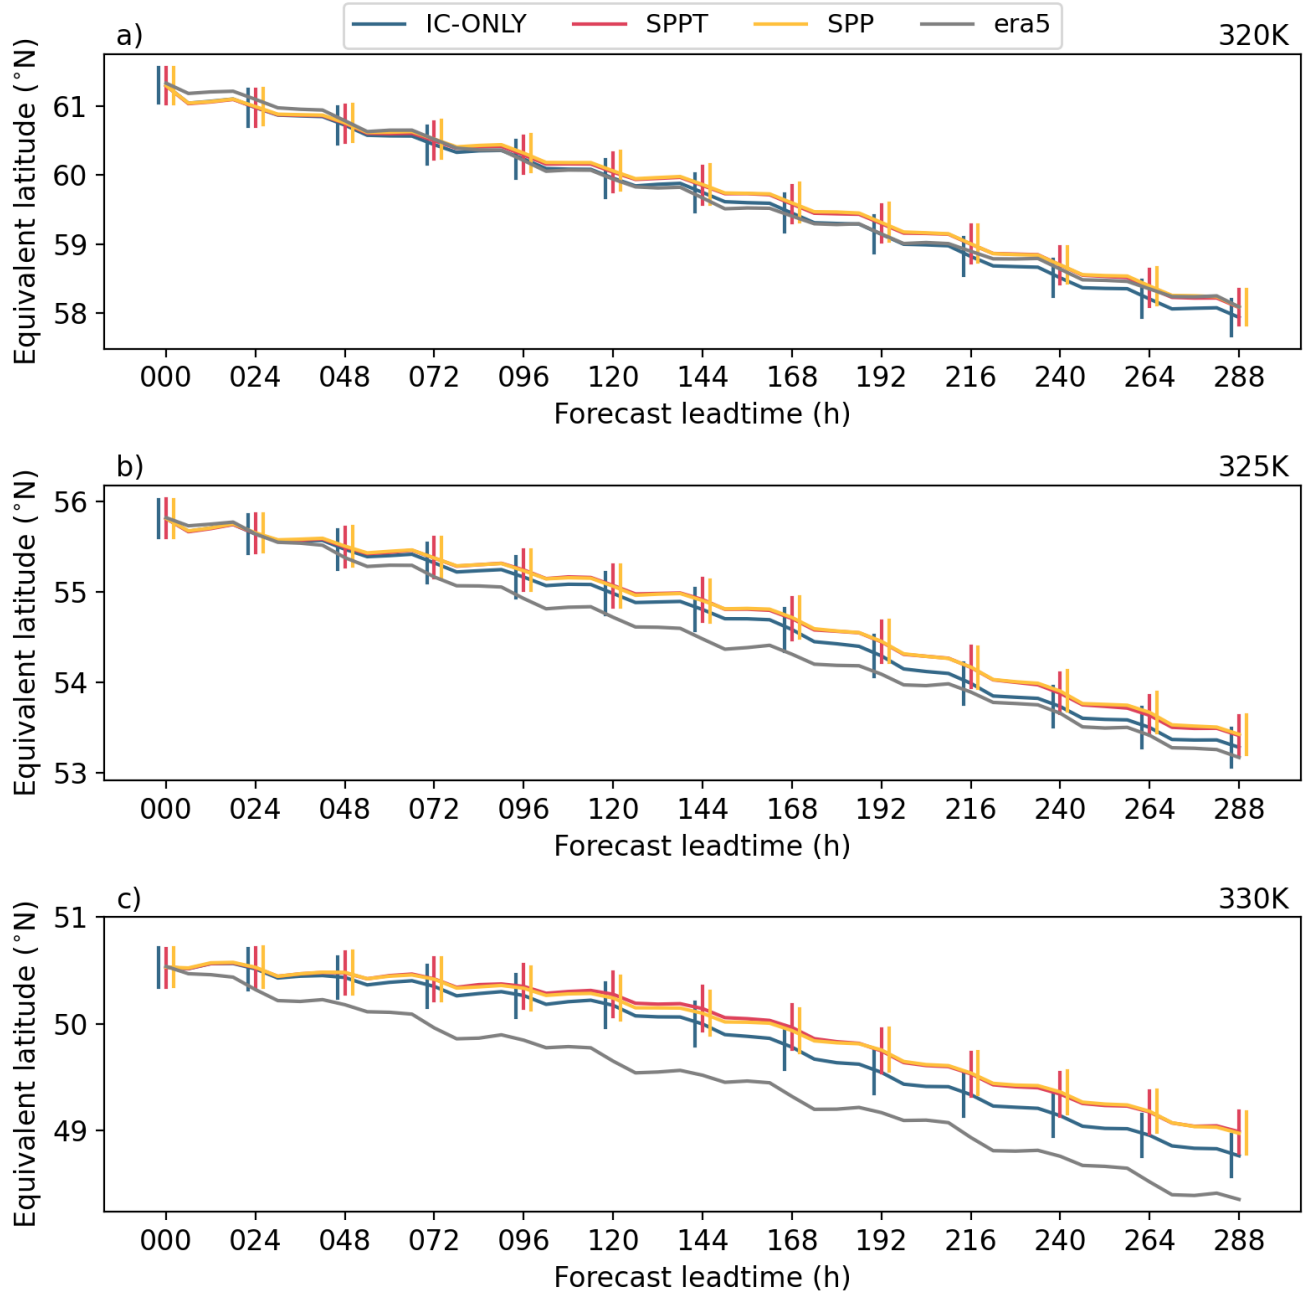 IC-ONLY SPPT SPP era5
a) 320K
Equivalent latitude (°N)
61
60
59
58
000 024 048 072 096 120 144 168 192 216 240 264 288
Forecast leadtime (h)
b) 325K
Equivalent latitude (°N)
56
55
54
53
000 024 048 072 096 120 144 168 192 216 240 264 288
Forecast leadtime (h)
c) 330K
Equivalent latitude (°N)
51
50
49
000 024 048 072 096 120 144 168 192 216 240 264 288
Forecast leadtime (h)